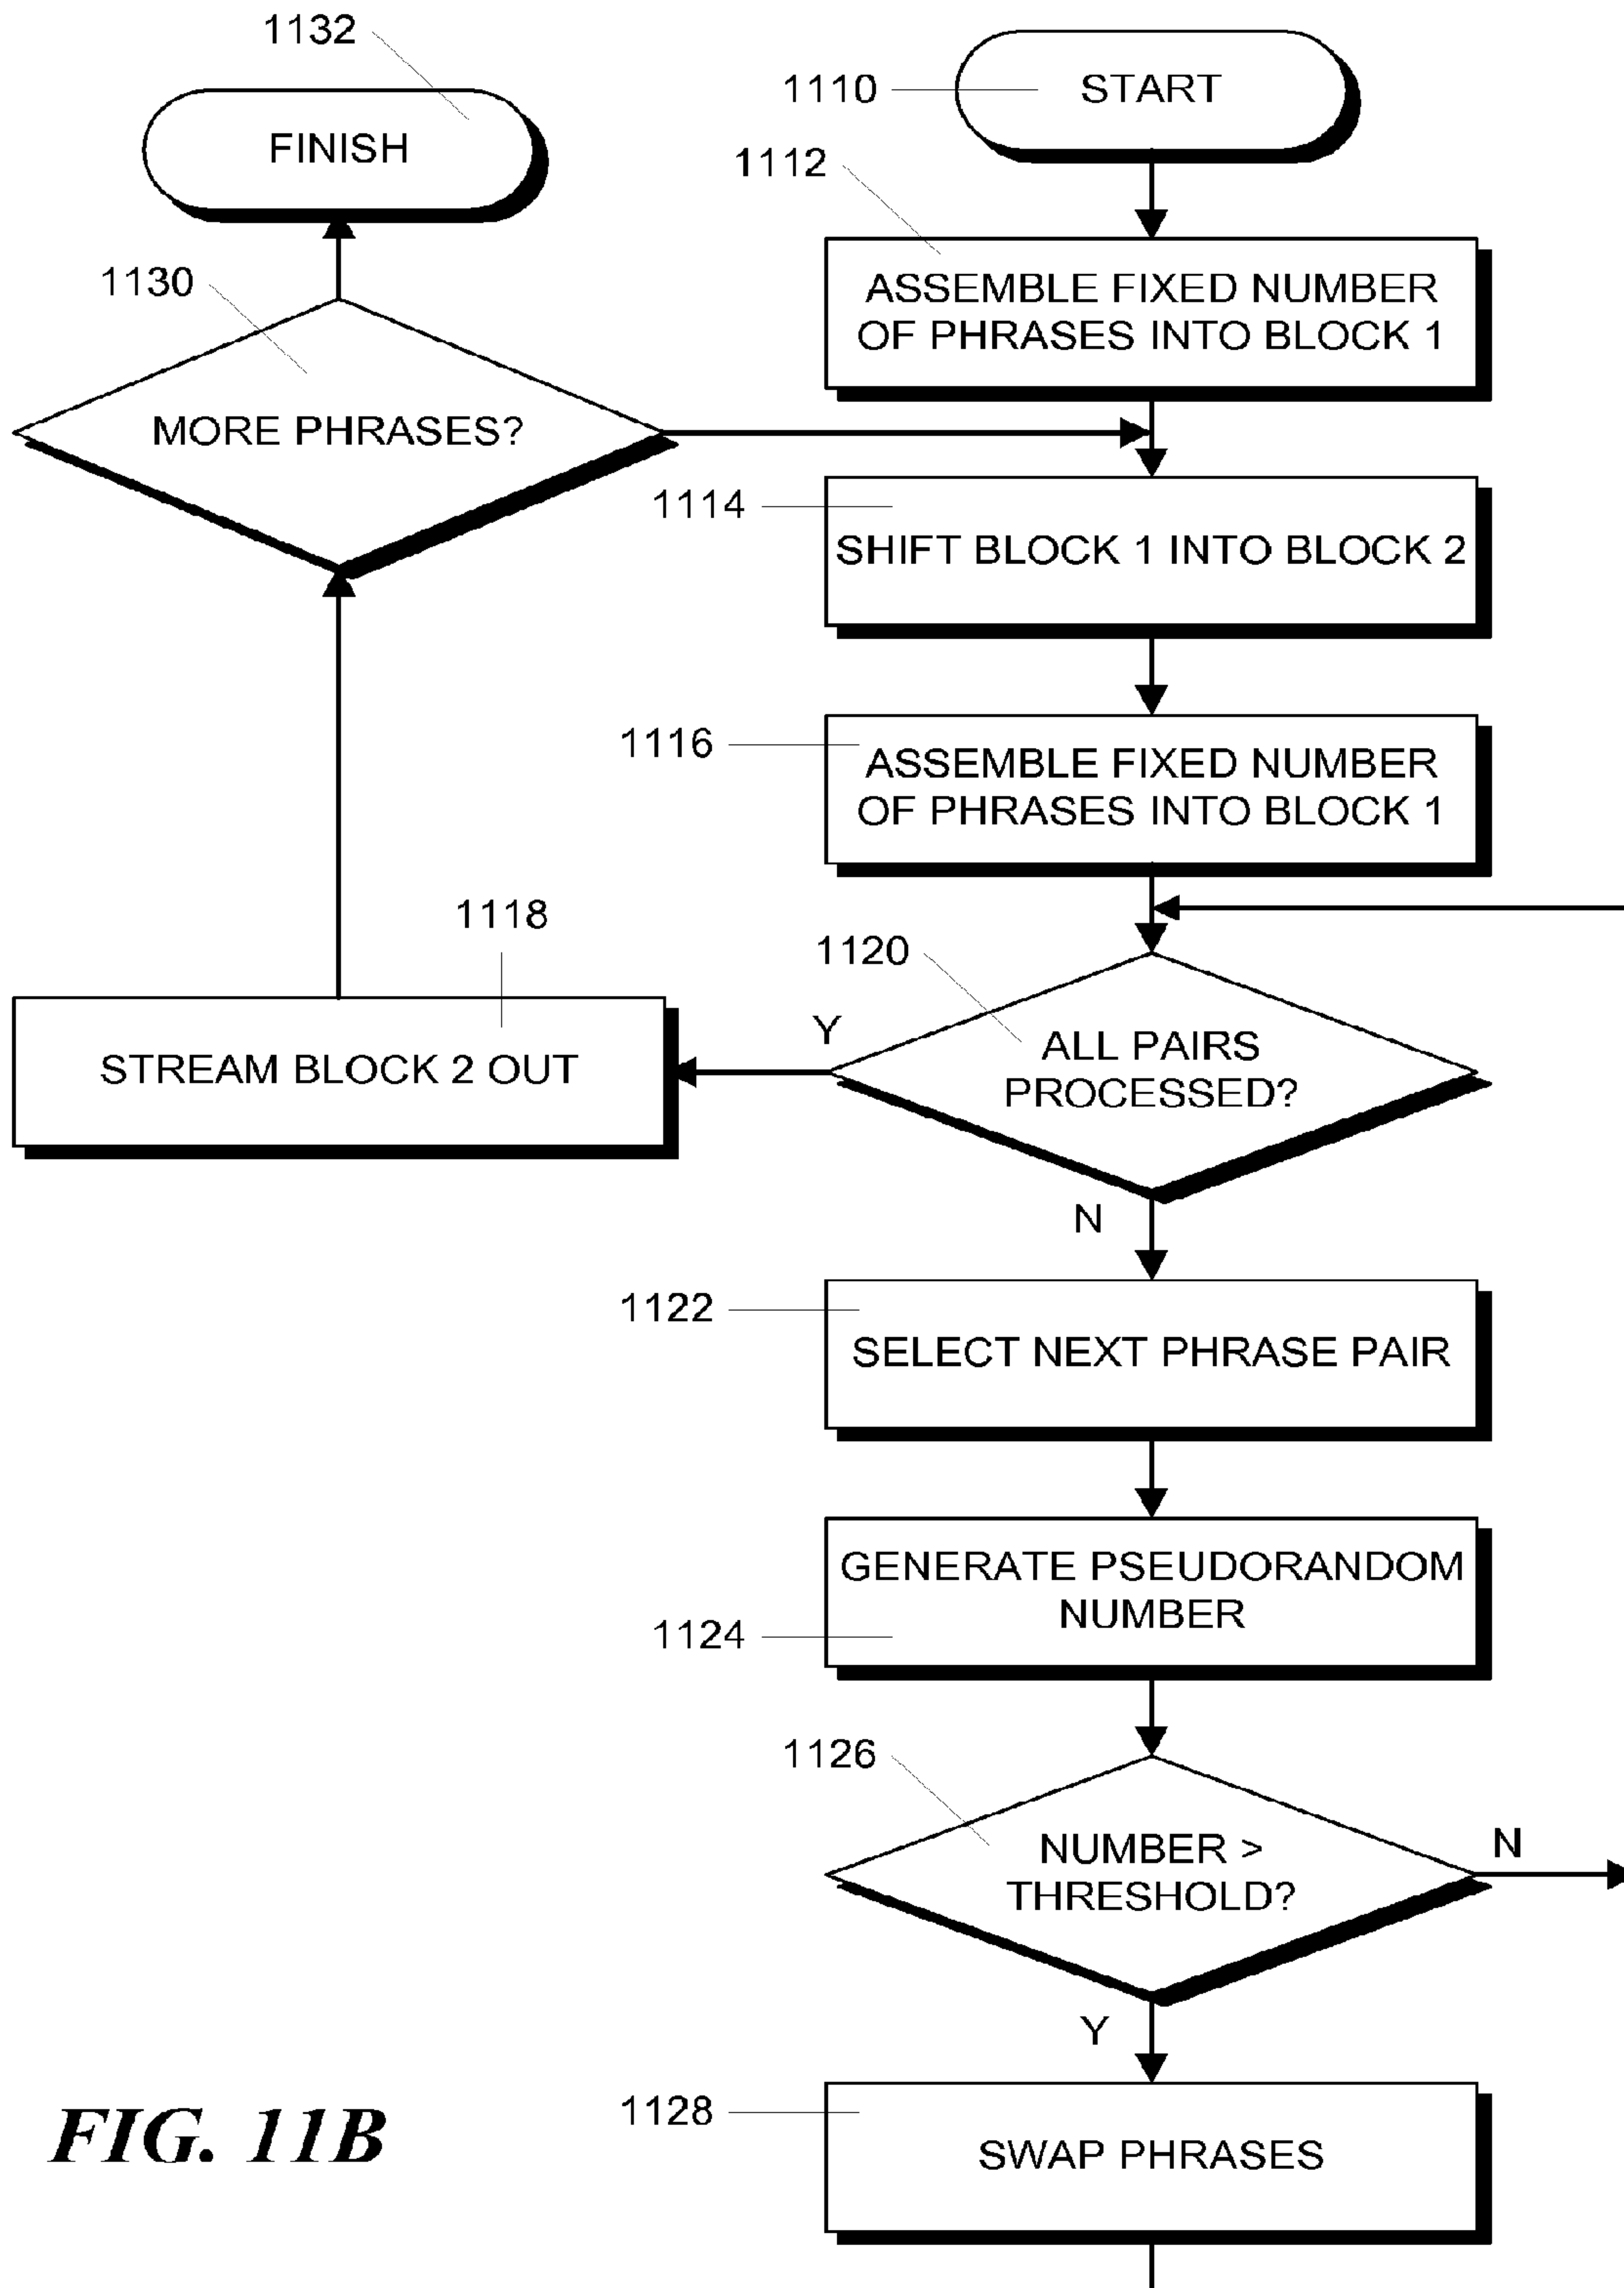 1132
FINISH
1110
START
1112
ASSEMBLE FIXED NUMBER
OF PHRASES INTO BLOCK 1
1130
MORE PHRASES?
1114
SHIFT BLOCK 1 INTO BLOCK 2
1116
ASSEMBLE FIXED NUMBER
OF PHRASES INTO BLOCK 1
1118
STREAM BLOCK 2 OUT
1120
Y
ALL PAIRS
PROCESSED?
N
1122
SELECT NEXT PHRASE PAIR
GENERATE PSEUDORANDOM
NUMBER
1124
1126
NUMBER >
THRESHOLD?
N
Y
1128
SWAP PHRASES
FIG. 11B